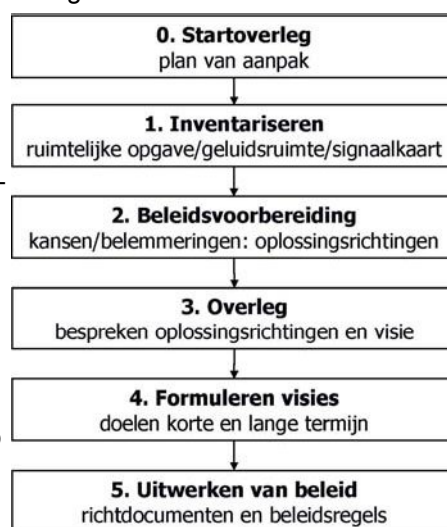 0. Startoverleg
plan van aanpak
1. Inventariseren
ruimtelijke opgave/geluidsruimte/signaalkaart
2. Beleidsvoorbereiding
kansen/belemmeringen: oplossingsrichtingen
3. Overleg
bespreken oplossingsrichtingen en visie
4. Formuleren visies
doelen korte en lange termijn
5. Uitwerken van beleid
richtdocumenten en beleidsregels